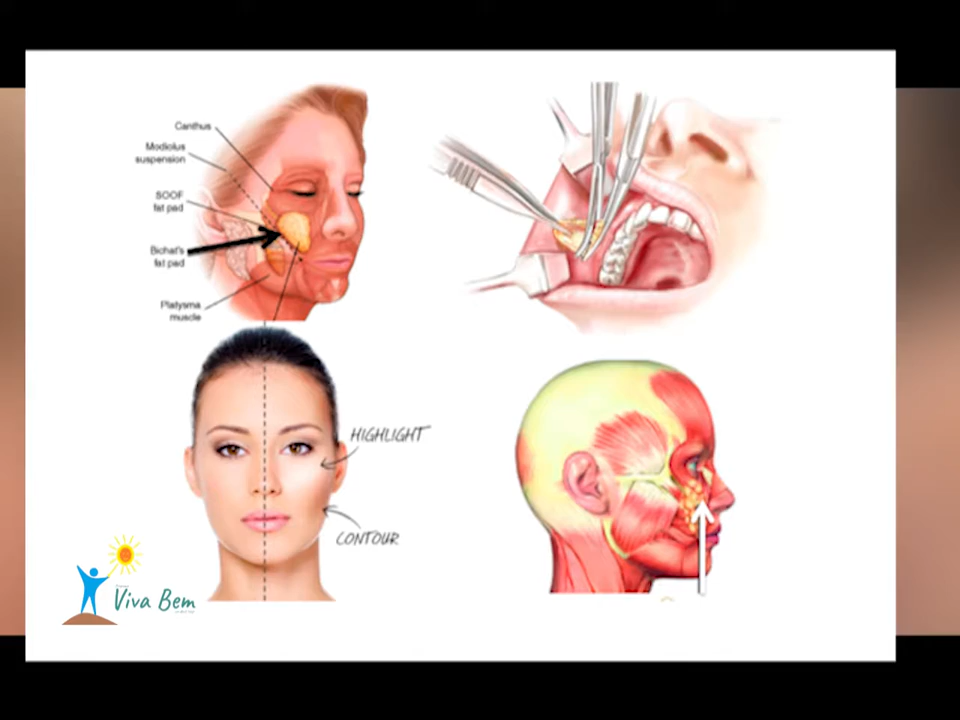 Canthus
Modiolus
suspension
SOOF
fat pad
Bichat's
fat pad
Platysma
muscle
HIGHLIGHT
CONTOUR
Viva Bem